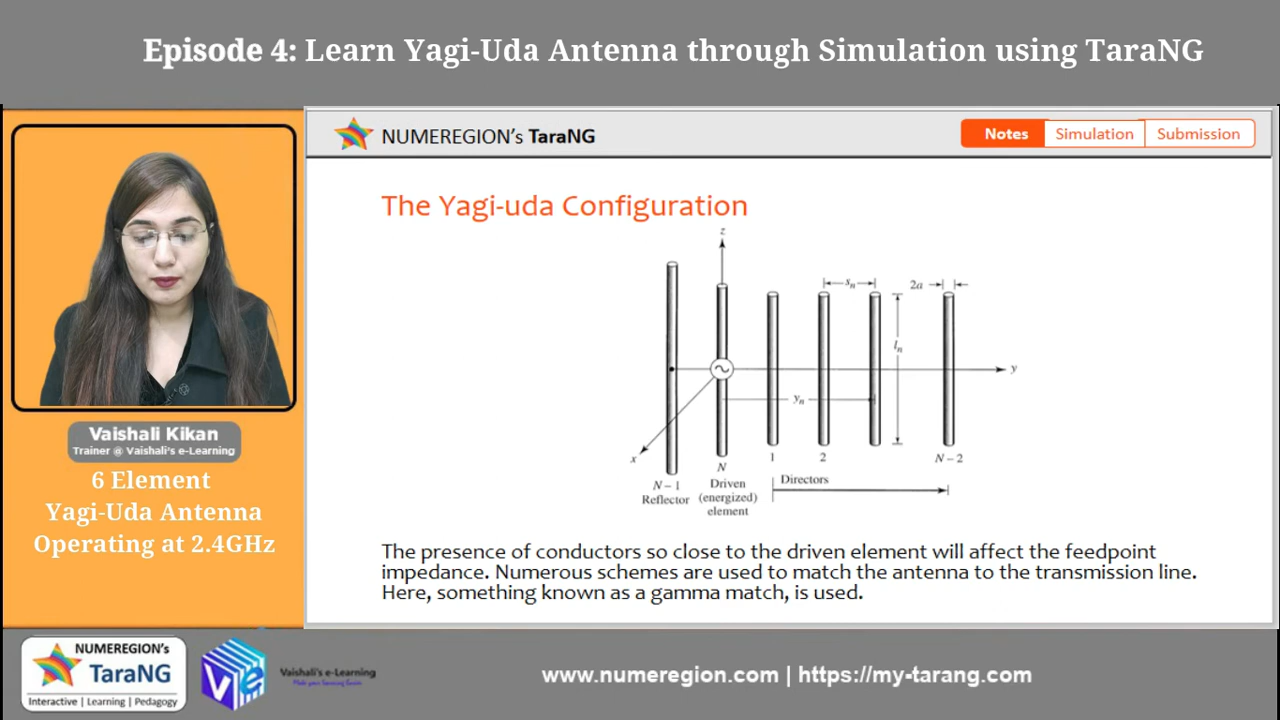 Episode 4: Learn Yagi-Uda Antenna through Simulation using TaraNG
NUMEREGION's TaraNG
Notes
Simulation
Submission
The Yagi-uda Configuration
z
sn
2a
ln
y
yn
x
1
2
N – 2
N
N – 1
Driven
Directors
Reflector
(energized)
element
The presence of conductors so close to the driven element will affect the feedpoint
impedance. Numerous schemes are used to match the antenna to the transmission line.
Here, something known as a gamma match, is used.
Vaishali Kikan
Trainer @ Vaishali's e-Learning
6 Element
Yagi-Uda Antenna
Operating at 2.4GHz
NUMEREGION's
TaraNG
Interactive | Learning | Pedagogy
Vaishali's e-Learning
www.numeregion.com | https://my-tarang.com